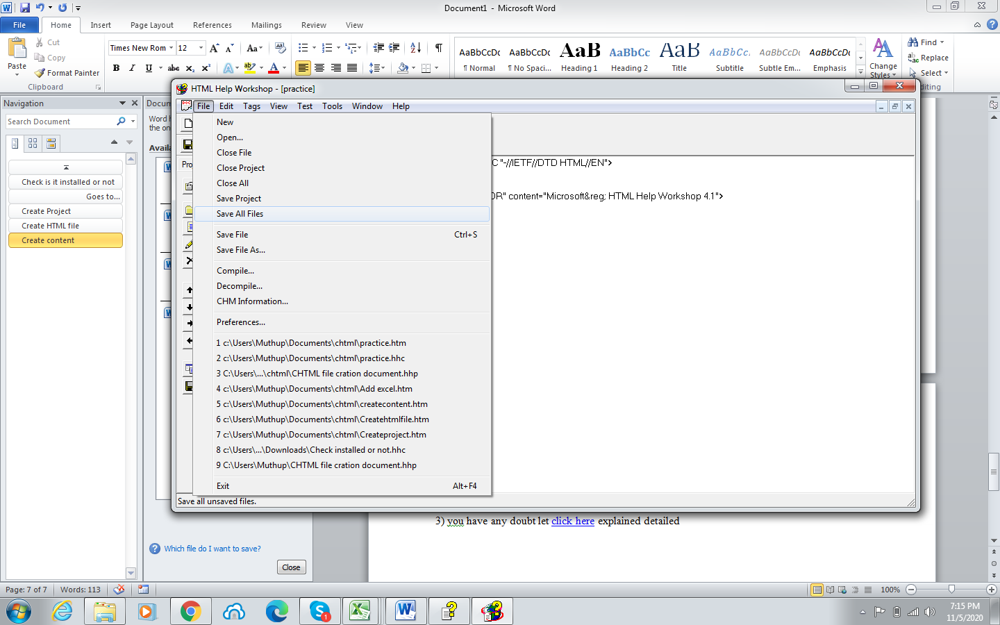 Document1 - Microsoft Word
File Home Insert Page Layout References Mailings Review View
Paste
Cut
Copy
Format Painter
Clipboard
Times New Rom 12
AaBbCcDc AaBbCcDc AaB AaBbCc AaB AaBbCc. AaBbCcDc AaBbCcDc
¶ Normal ¶ No Spaci... Heading 1 Heading 2 Title Subtitle Subtle Em... Emphasis
Change
Styles
Find
Replace
Select
diting
Navigation
Search Document
Check is it installed or not
Goes to...
Create Project
Create HTML file
Create content
Docum
Word h
the on
Availa
HTML Help Workshop - [practice]
File Edit Tags View Test Tools Window Help
Pro
New
Open...
Close File
Close Project
Close All
Save Project
Save All Files
Save File Ctrl+S
Save File As...
Compile...
Decompile...
CHM Information...
Preferences...
1 c:\Users\Muthup\Documents\chtml\practice.htm
2 c:\Users\Muthup\Documents\chtml\practice.hhc
3 C:\Users\...\chtml\CHTML file cration document.hhp
4 c:\Users\Muthup\Documents\chtml\Add excel.htm
5 c:\Users\Muthup\Documents\chtml\createcontent.htm
6 c:\Users\Muthup\Documents\chtml\Createhtmlfile.htm
7 c:\Users\Muthup\Documents\chtml\Createproject.htm
8 c:\Users\...\Downloads\Check installed or not.hhc
9 C:\Users\Muthup\CHTML file cration document.hhp
Exit Alt+F4
C "-//IETF//DTD HTML//EN">
OR" content="Microsoft&reg; HTML Help Workshop 4.1">
Save all unsaved files.
3) you have any doubt let click here explained detailed
Which file do I want to save?
Close
Page: 7 of 7 Words: 113
100%
7:15 PM
11/5/2020